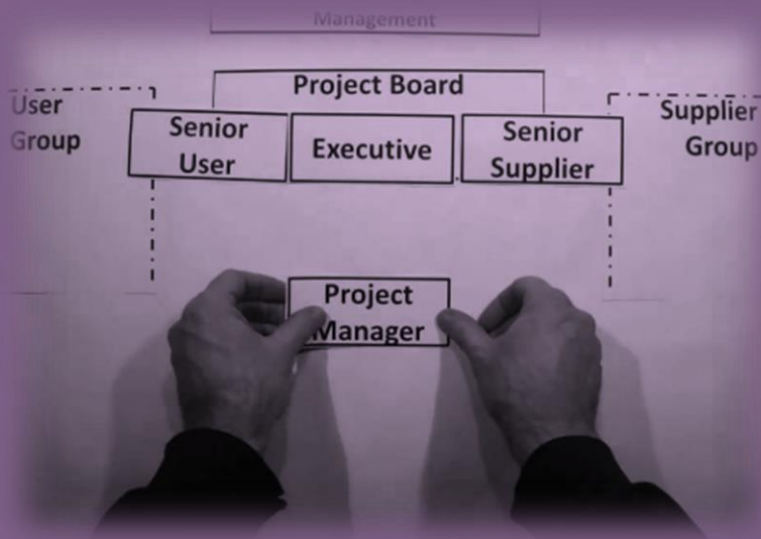 Management
Project Board
User
Group
Senior
User
Executive
Senior
Supplier
Supplier
Group
Project
Manager